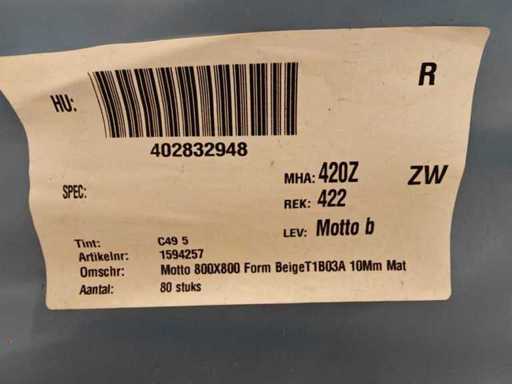 R
HU:
402832948
MHA: 420Z ZW
SPEC:
REK: 422
LEV: Motto b
Tint: C49 5
Artikelnr: 1594257
Omschr: Motto 800X800 Form BeigeT1B03A 10Mm Mat
Aantal: 80 stuks